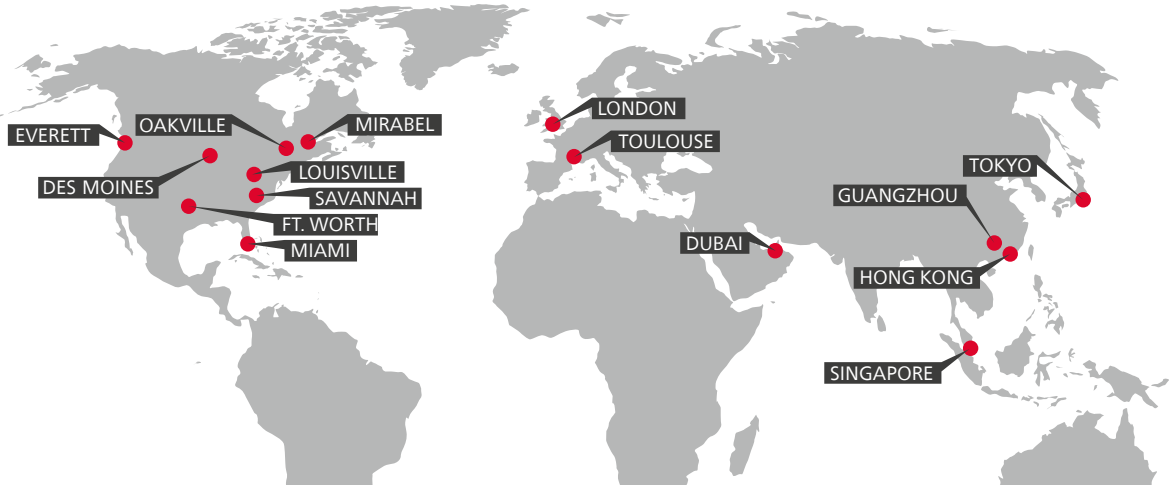 EVERETT
OAKVILLE
MIRABEL
DES MOINES
LOUISVILLE
SAVANNAH
FT. WORTH
MIAMI
LONDON
TOULOUSE
DUBAI
TOKYO
GUANGZHOU
HONG KONG
SINGAPORE